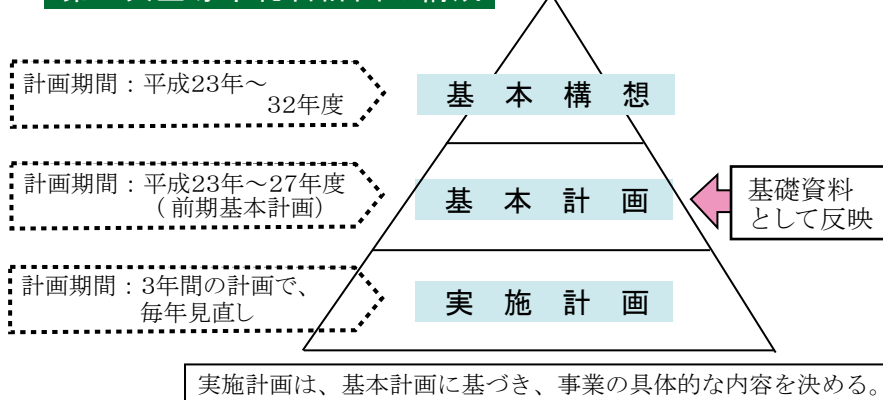 計画期間：平成23年～
32年度
基本構想
計画期間：平成23年～27年度
（前期基本計画）
基本計画
基礎資料
として反映
計画期間：3年間の計画で、
毎年見直し
実施計画
実施計画は、基本計画に基づき、事業の具体的な内容を決める。